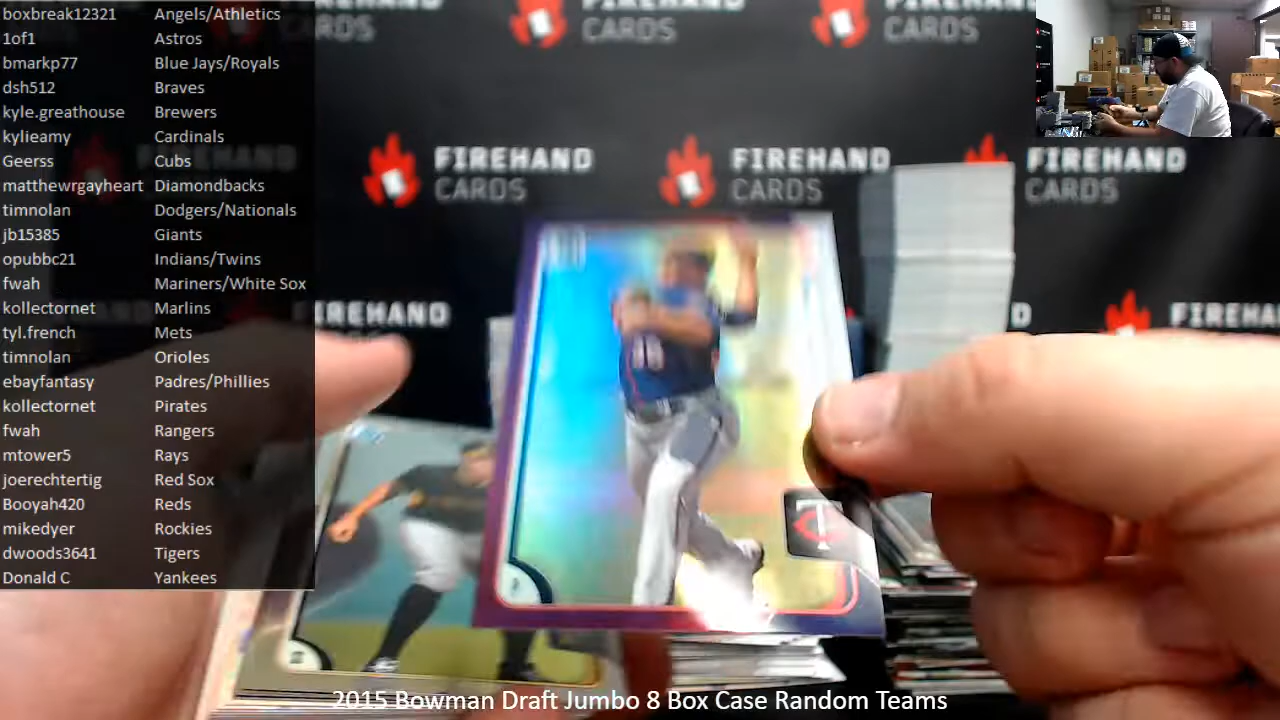 boxbreak12321 Angels/Athletics
1of1 Astros
bmarkp77 Blue Jays/Royals
dsh512 Braves
kyle.greathouse Brewers
kylieamy Cardinals
Geerss Cubs
matthewrgayheart Diamondbacks
timnolan Dodgers/Nationals
jb15385 Giants
opubbc21 Indians/Twins
fwah Mariners/White Sox
kollectornet Marlins
tyl.french Mets
timnolan Orioles
ebayfantasy Padres/Phillies
kollectornet Pirates
fwah Rangers
mtower5 Rays
joerechtertig Red Sox
Booyah420 Reds
mikedyer Rockies
dwoods3641 Tigers
Donald C Yankees
CARDS
CARDS
CARDS
FIREHAND
CARDS
FIREHAND
CARDS
FIREHAND
CARDS
FIREHAND
T
2015 Bowman Draft Jumbo 8 Box Case Random Teams